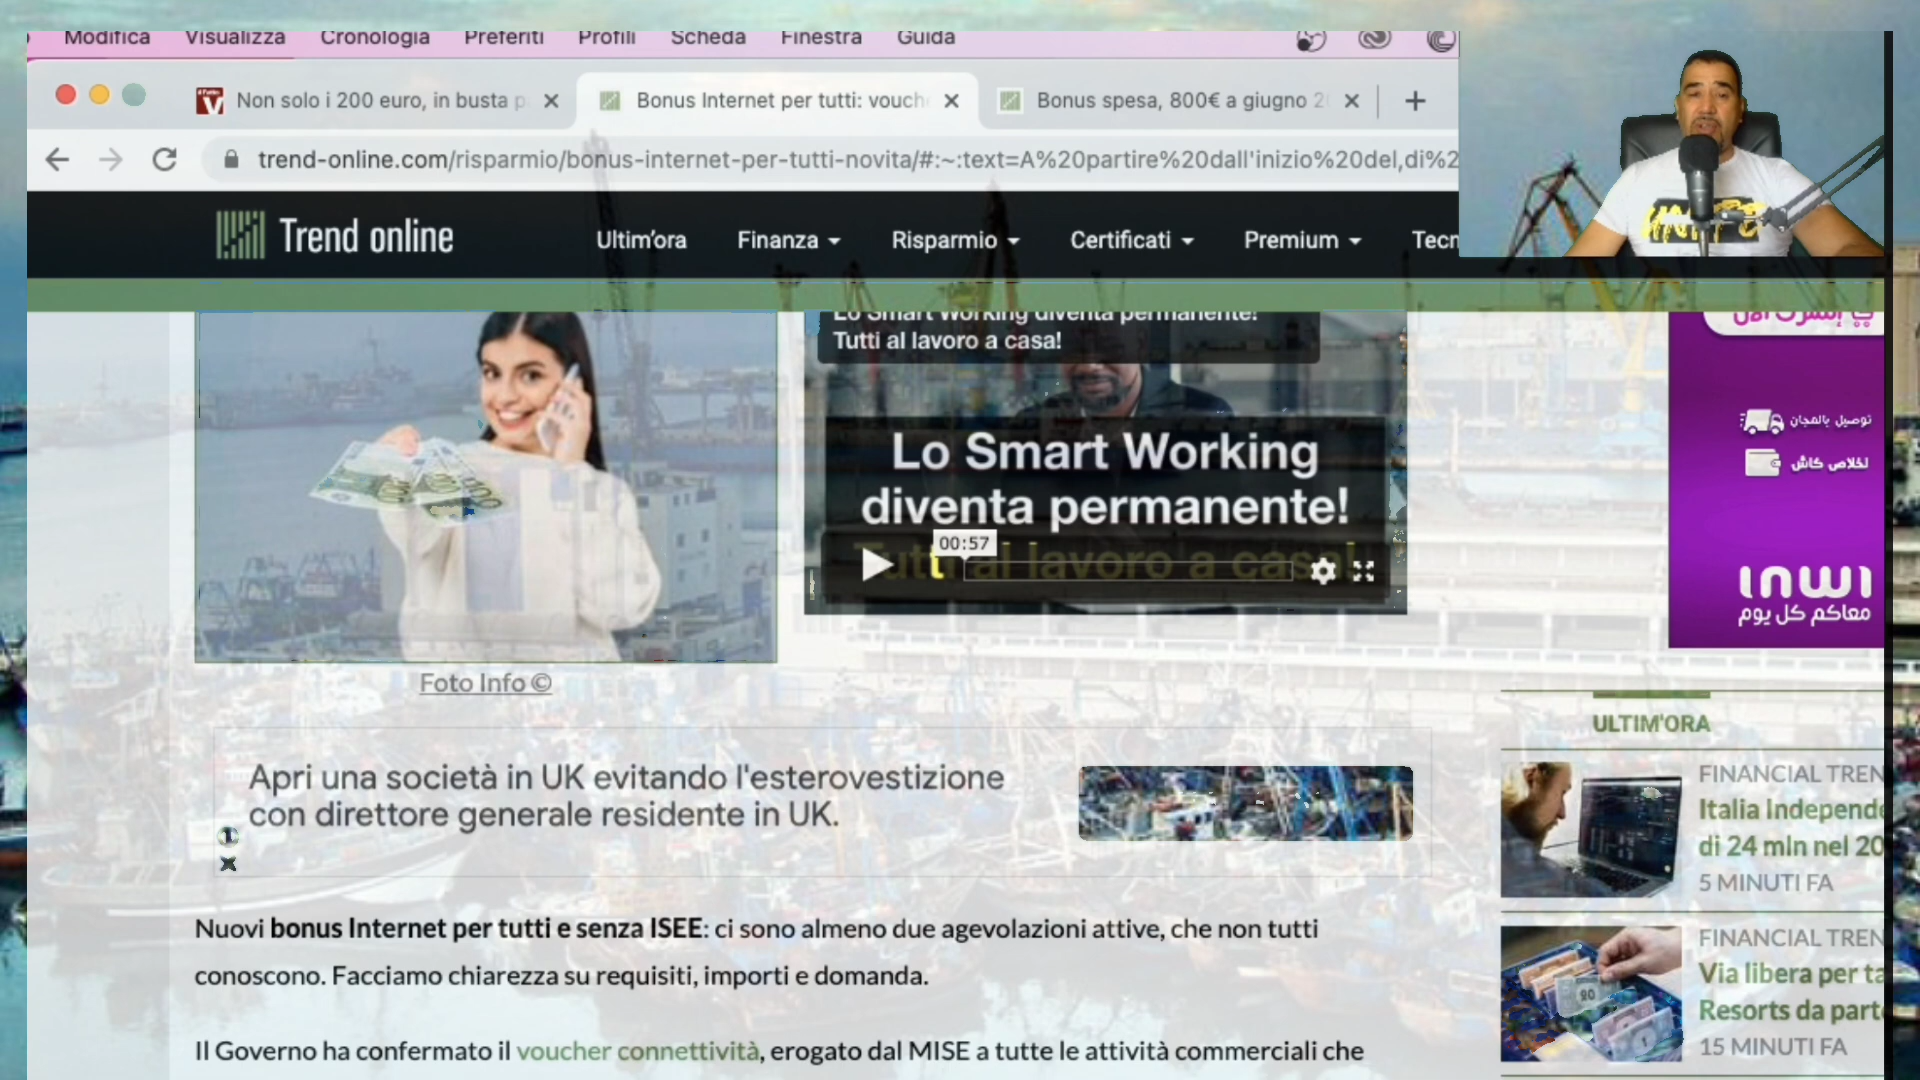 Modifica Visualizza Cronologia Preferiti Profili Scheda Finestra Guida
Non solo i 200 euro, in busta p
Bonus Internet per tutti: vouch
Bonus spesa, 800€ a giugno 2
trend-online.com/risparmio/bonus-internet-per-tutti-novita/#:~:text=A%20partire%20dall'inizio%20del,di%2
Trend online
Ultim'ora Finanza Risparmio Certificati Premium Tecn
Lo Smart Working diventa permanente!
Tutti al lavoro a casa!
Lo Smart Working
diventa permanente!
00:57
Tutti al lavoro a casa!
Foto Info ©
توصيل بالمجان
تخلاص كاش
inwi
معاكم كل يوم
Apri una società in UK evitando l'esterovestizione
con direttore generale residente in UK.
Nuovi bonus Internet per tutti e senza ISEE: ci sono almeno due agevolazioni attive, che non tutti
conoscono. Facciamo chiarezza su requisiti, importi e domanda.
Il Governo ha confermato il voucher connettività, erogato dal MISE a tutte le attività commerciali che
ULTIM'ORA
FINANCIAL TREN
Italia Independe
di 24 mln nel 20
5 MINUTI FA
FINANCIAL TREN
Via libera per ta
Resorts da parte
15 MINUTI FA